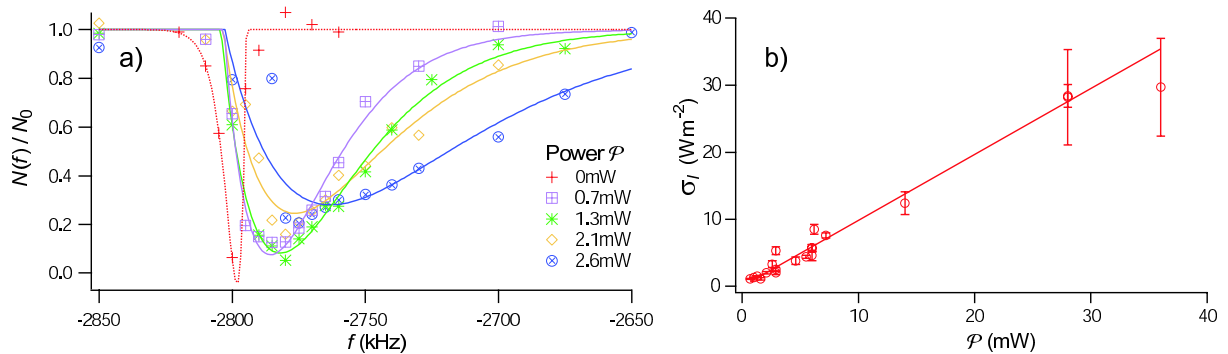 a)
N(f) / N0
1.0
0.8
0.6
0.4
0.2
0.0
-2850
-2800
-2750
-2700
-2650
f (kHz)
Power 𝒫
0mW
0.7mW
1.3mW
2.1mW
2.6mW
b)
σI (Wm-2)
40
30
20
10
0
0
10
20
30
40
𝒫 (mW)